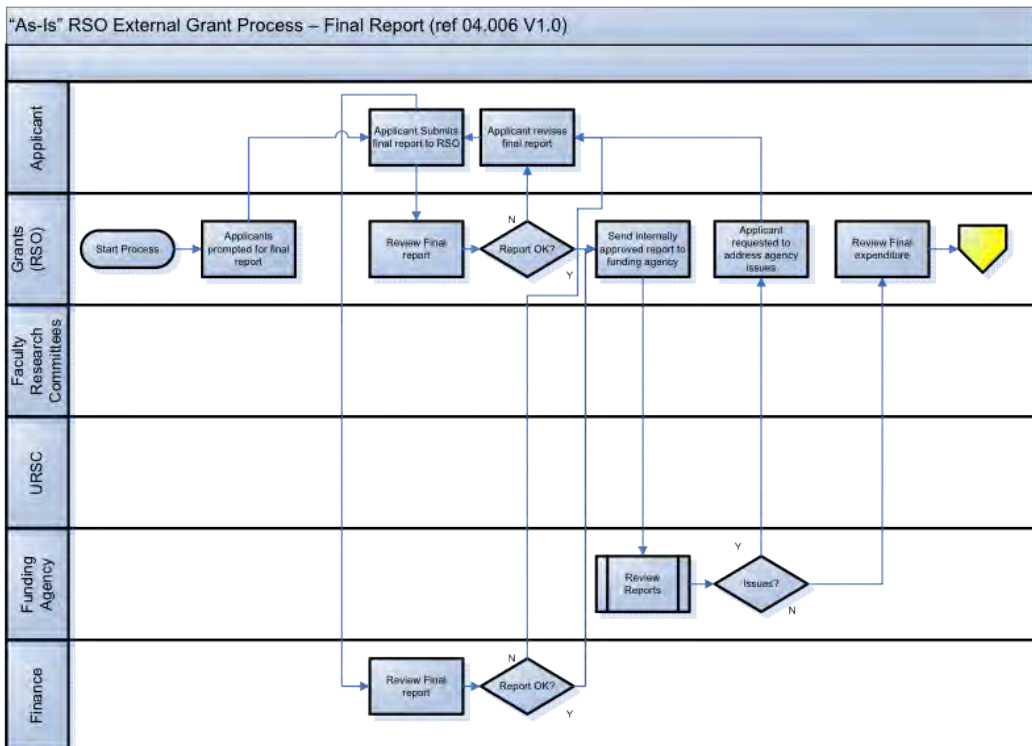 “As-Is” RSO External Grant Process – Final Report (ref 04.006 V1.0)
Applicant
Applicant Submits
final report to RSO
Applicant revises
final report
Grants
(RSO)
Start Process
Applicants
prompted for final
report
Review Final
report
N
Report OK?
Y
Send internally
approved report to
funding agency
Applicant
requested to
address agency
issues.
Review Final
expenditure
Faculty
Research
Committees
URSC
Funding
Agency
Review
Reports
Y
Issues?
N
Finance
Review Final
report
N
Report OK?
Y